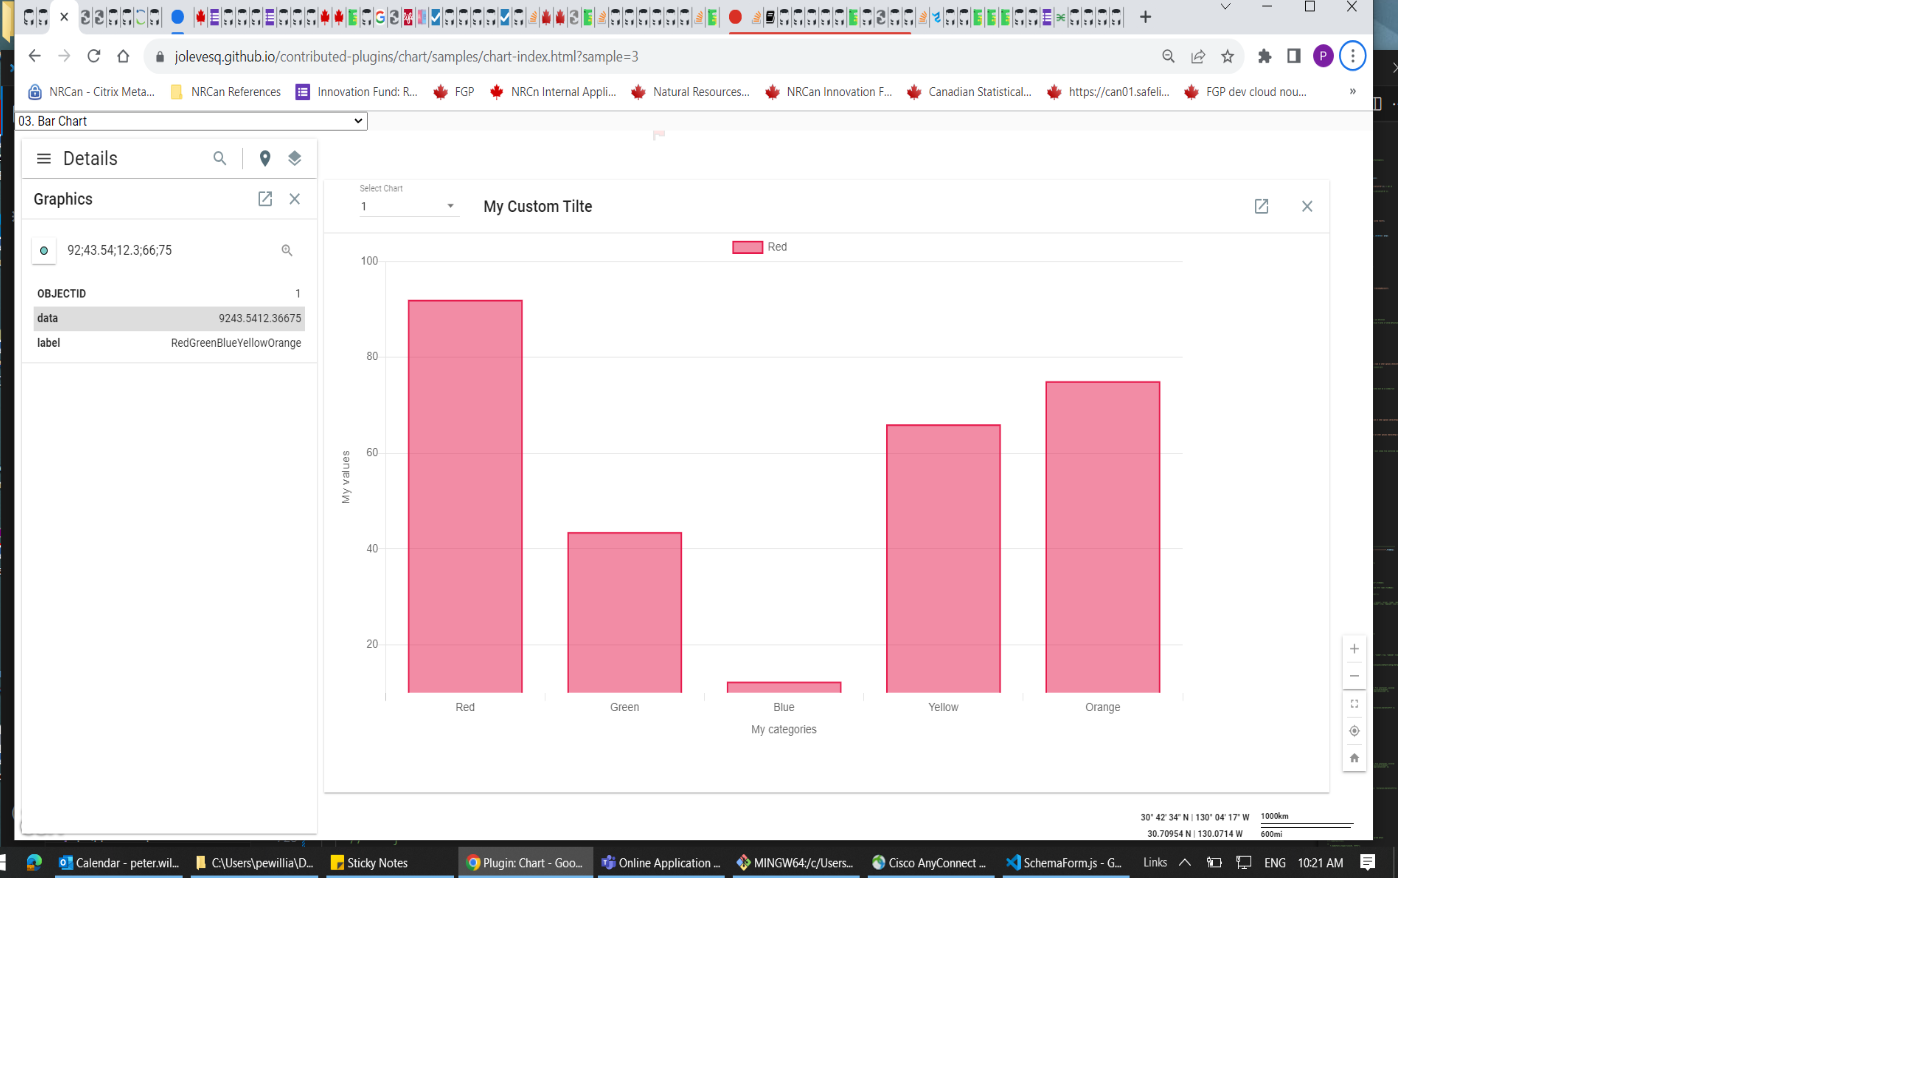 jolevesq.github.io/contributed-plugins/chart/samples/chart-index.html?sample=3
P
NRCan - Citrix Meta...
NRCan References
Innovation Fund: R...
FGP
NRCn Internal Appli...
Natural Resources...
NRCan Innovation F...
Canadian Statistical...
https://can01.safeli...
FGP dev cloud nou...
»
03. Bar Chart
Details
Graphics
92;43.54;12.3;66;75
OBJECTID 1
data 9243.5412.36675
label RedGreenBlueYellowOrange
Select Chart
1
My Custom Tilte
Red
100
80
60
40
20
My values
Red Green Blue Yellow Orange
My categories
30° 42' 34" N | 130° 04' 17" W 1000km
30.70954 N | 130.0714 W 600mi
Calendar - peter.wil...
C:\Users\pewillia\D...
Sticky Notes
Plugin: Chart - Goo...
Online Application ...
MINGW64:/c/Users...
Cisco AnyConnect ...
SchemaForm.js - G...
Links
ENG
10:21 AM